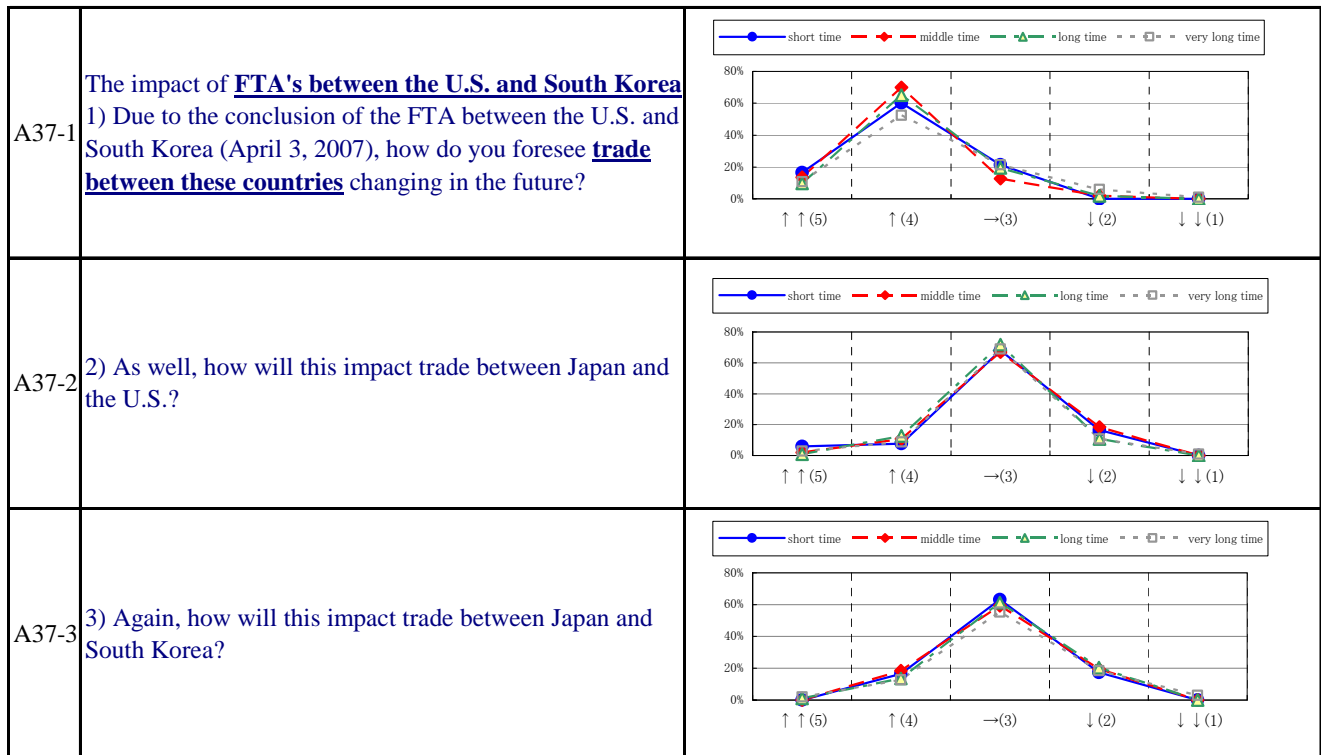 A37-1
The impact of FTA's between the U.S. and South Korea
1) Due to the conclusion of the FTA between the U.S. and
South Korea (April 3, 2007), how do you foresee trade
between these countries changing in the future?
short time middle time long time very long time
80%
60%
40%
20%
0%
↑ ↑ (5) ↑ (4) →(3) ↓ (2) ↓ ↓ (1)
A37-2
2) As well, how will this impact trade between Japan and
the U.S.?
short time middle time long time very long time
80%
60%
40%
20%
0%
↑ ↑ (5) ↑ (4) →(3) ↓ (2) ↓ ↓ (1)
A37-3
3) Again, how will this impact trade between Japan and
South Korea?
short time middle time long time very long time
80%
60%
40%
20%
0%
↑ ↑ (5) ↑ (4) →(3) ↓ (2) ↓ ↓ (1)